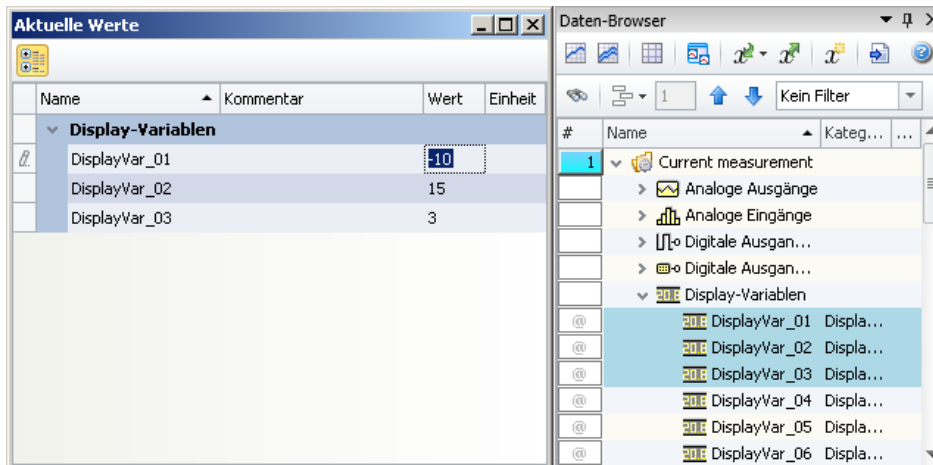 Aktuelle Werte
Name Kommentar Wert Einheit
Display-Variablen
DisplayVar_01 -10
DisplayVar_02 15
DisplayVar_03 3
Daten-Browser
1 Kein Filter
# Name Kateg... ...
1 Current measurement
Analoge Ausgänge
Analoge Eingänge
Digitale Ausgan...
Digitale Ausgan...
Display-Variablen
@ DisplayVar_01 Displa...
@ DisplayVar_02 Displa...
@ DisplayVar_03 Displa...
@ DisplayVar_04 Displa...
@ DisplayVar_05 Displa...
@ DisplayVar_06 Displa...